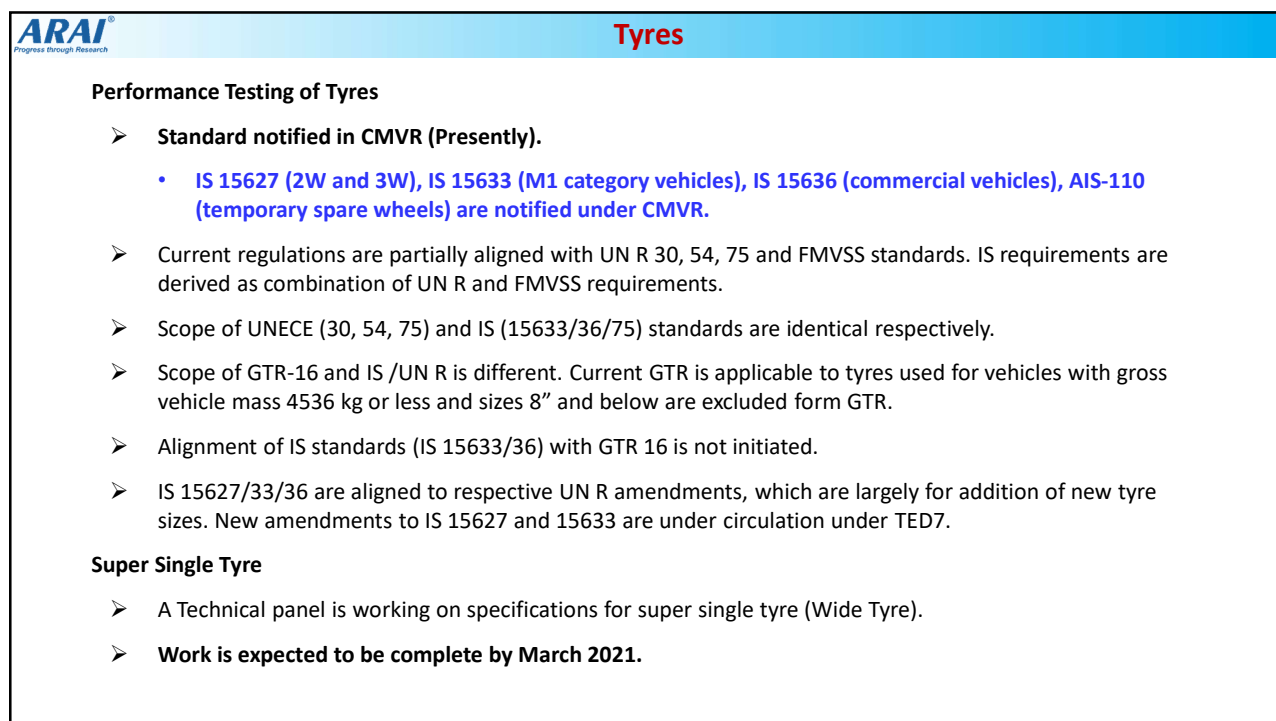 ARAI®
Progress through Research
Tyres
Performance Testing of Tyres
➢ Standard notified in CMVR (Presently).
• IS 15627 (2W and 3W), IS 15633 (M1 category vehicles), IS 15636 (commercial vehicles), AIS-110
(temporary spare wheels) are notified under CMVR.
➢ Current regulations are partially aligned with UN R 30, 54, 75 and FMVSS standards. IS requirements are
derived as combination of UN R and FMVSS requirements.
➢ Scope of UNECE (30, 54, 75) and IS (15633/36/75) standards are identical respectively.
➢ Scope of GTR-16 and IS /UN R is different. Current GTR is applicable to tyres used for vehicles with gross
vehicle mass 4536 kg or less and sizes 8” and below are excluded form GTR.
➢ Alignment of IS standards (IS 15633/36) with GTR 16 is not initiated.
➢ IS 15627/33/36 are aligned to respective UN R amendments, which are largely for addition of new tyre
sizes. New amendments to IS 15627 and 15633 are under circulation under TED7.
Super Single Tyre
➢ A Technical panel is working on specifications for super single tyre (Wide Tyre).
➢ Work is expected to be complete by March 2021.